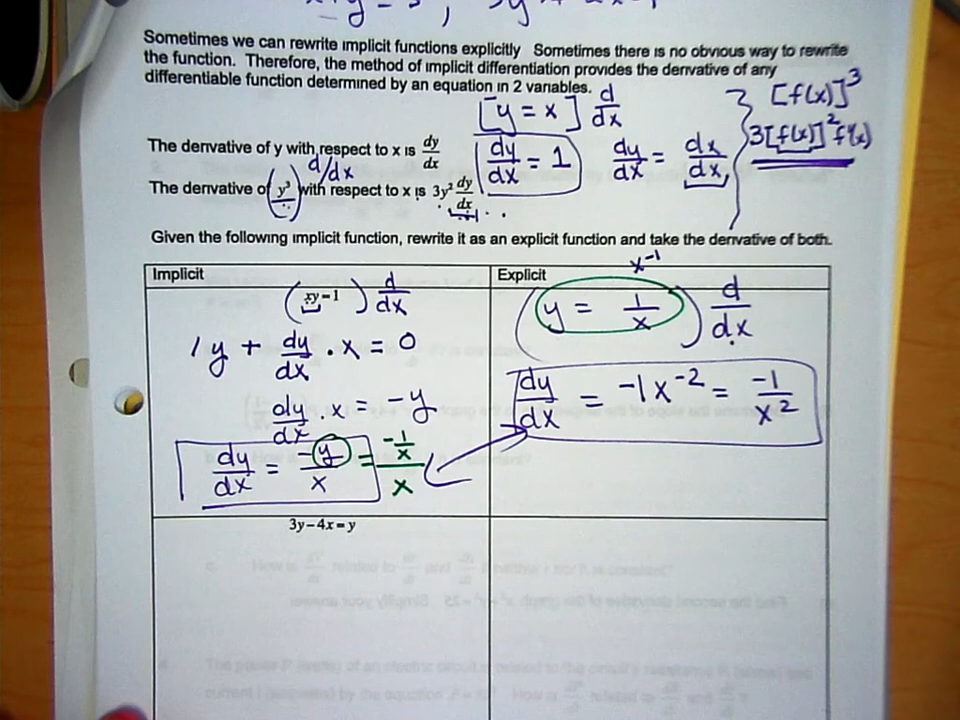 Sometimes we can rewrite implicit functions explicitly Sometimes there is no obvious way to rewrite
the function. Therefore, the method of implicit differentiation provides the derivative of any
differentiable function determined by an equation in 2 variables.
[y = x] d/dx
[f(x)]^3
The derivative of y with respect to x is dy/dx
dy/dx = 1
dy/dx = dx/dx
3[f(x)]^2 f'(x)
d/dx
The derivative of (y³) with respect to x is 3y² dy/dx
Given the following implicit function, rewrite it as an explicit function and take the derivative of both.
Implicit
Explicit
x^-1
(xy = 1) d/dx
(y = 1/x) d/dx
1y + dy/dx · x = 0
dy/dx · x = -y
dy/dx = -1x^-2 = -1/x^2
dy/dx = -y/x = (-1/x)/x
3y – 4x = y